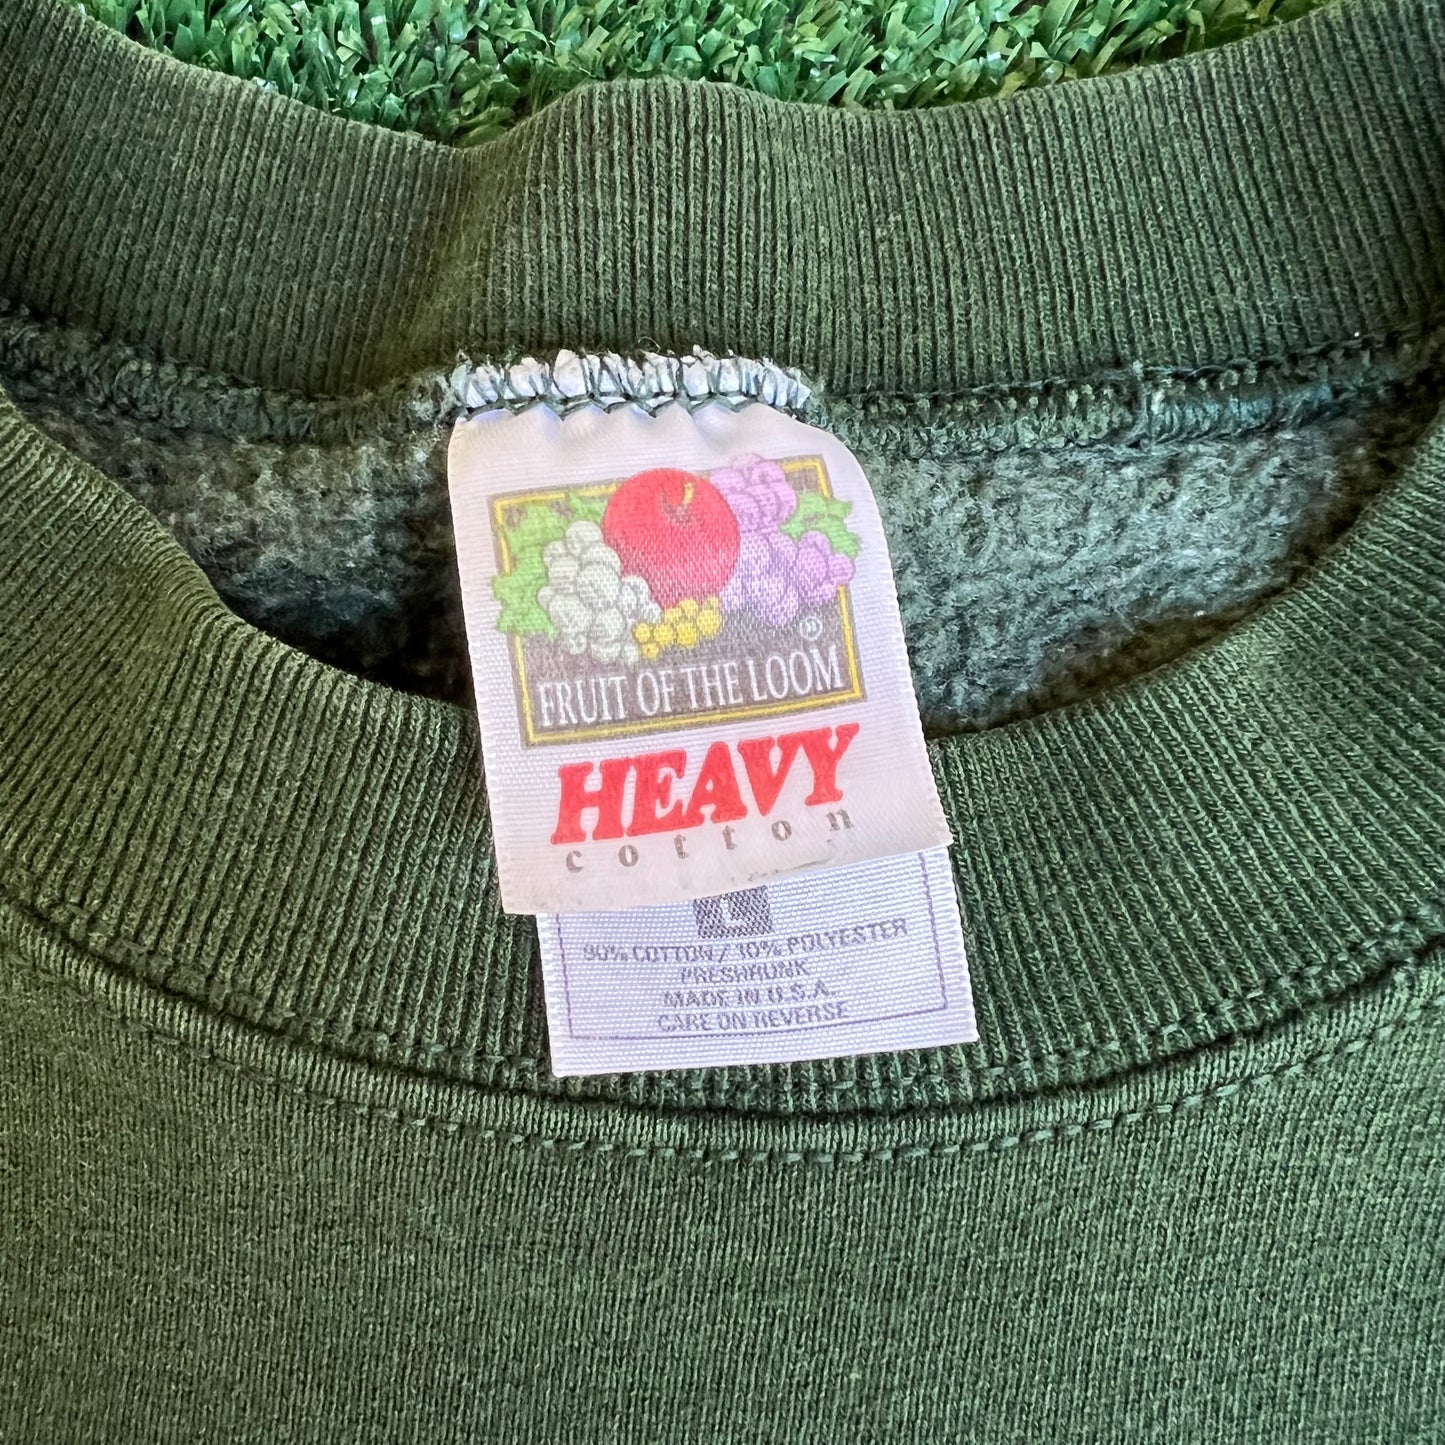 ®
FRUIT OF THE LOOM
HEAVY
cotton
L
90% COTTON / 10% POLYESTER
PRESHRUNK
MADE IN U.S.A.
CARE ON REVERSE